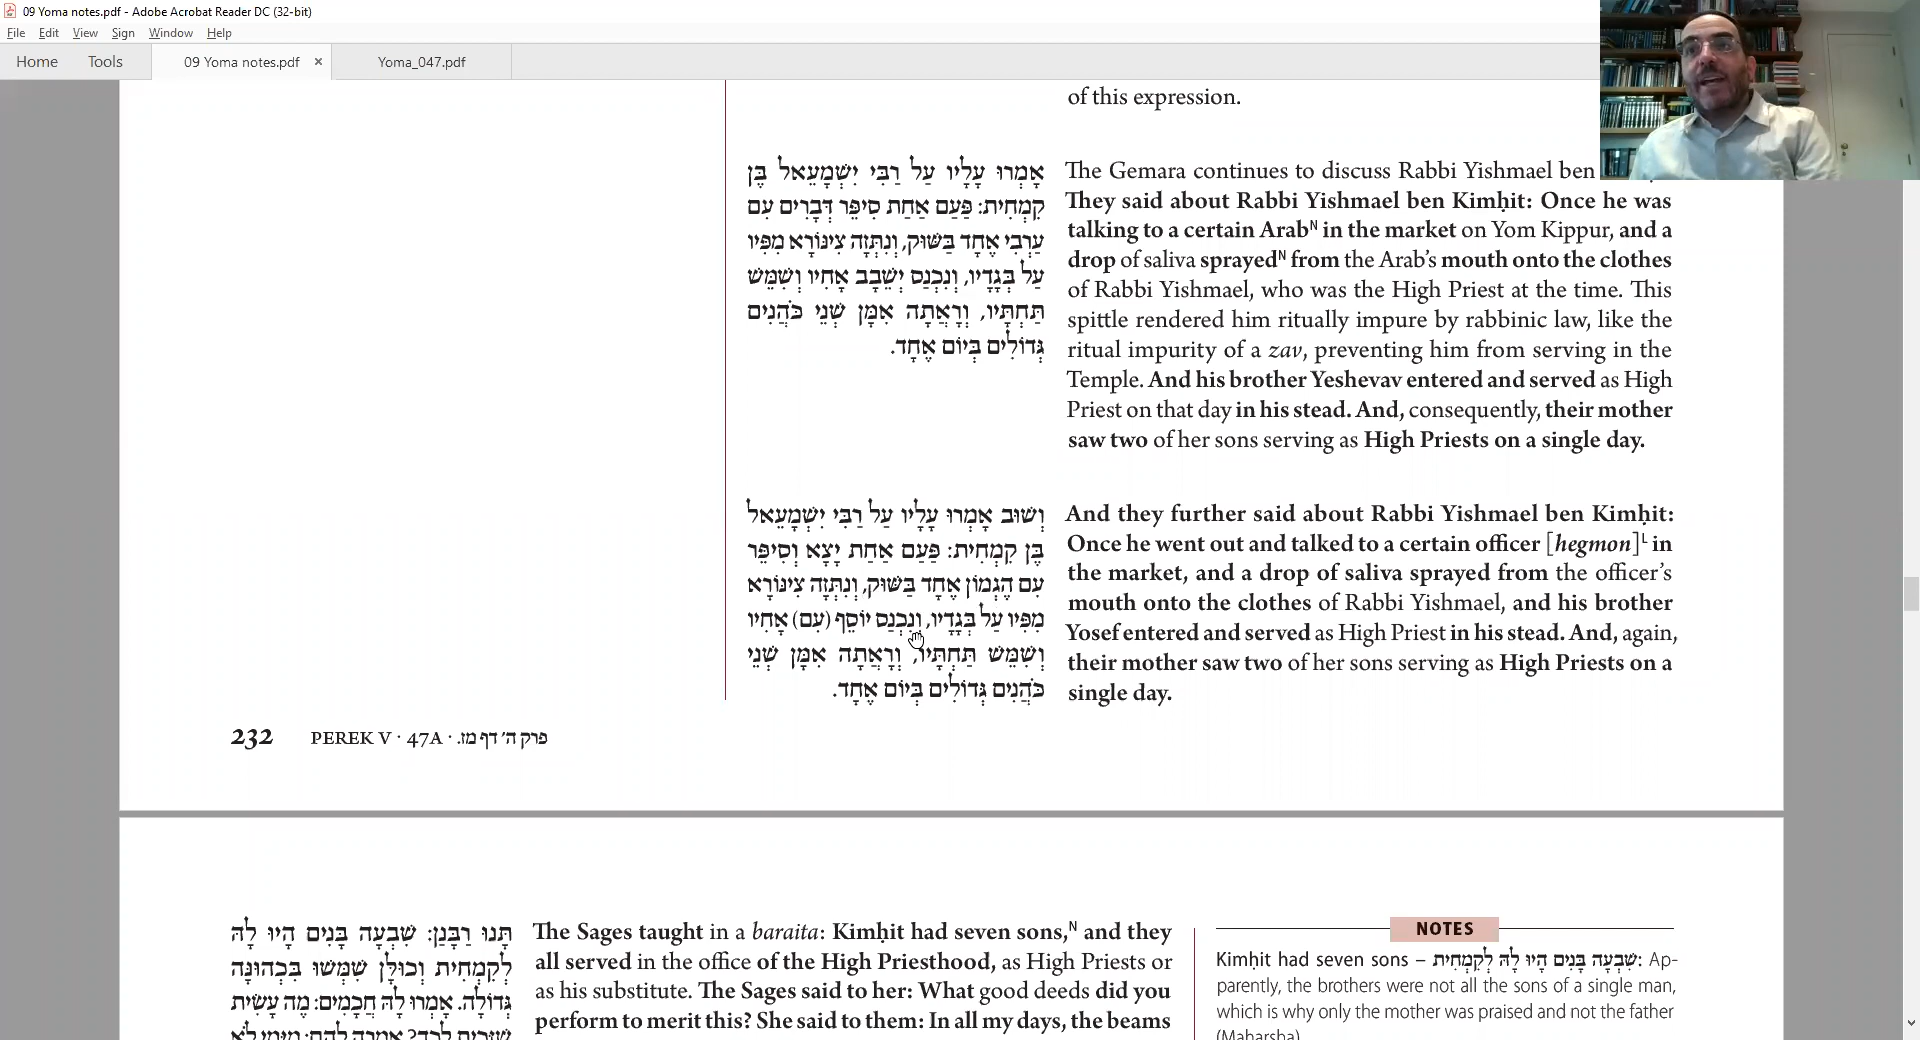 09 Yoma notes.pdf - Adobe Acrobat Reader DC (32-bit)
File Edit View Sign Window Help
Home Tools 09 Yoma notes.pdf × Yoma_047.pdf
of this expression.
אָמְרוּ עָלָיו עַל רַבִּי יִשְׁמָעֵאל בֶּן
קִמְחִית: פַּעַם אַחַת סִיפֵּר דְּבָרִים עִם
עַרְבִי אֶחָד בַּשּׁוּק, וְנִתְּזָה צִינּוֹרָא מִפִּיו
עַל בְּגָדָיו, וְנִכְנַס יְשֵׁבָב אָחִיו וְשִׁמֵּשׁ
תַּחְתָּיו, וְרָאֲתָה אִמָּן שְׁנֵי כֹּהֲנִים
גְּדוֹלִים בְּיוֹם אֶחָד.
The Gemara continues to discuss Rabbi Yishmael ben
They said about Rabbi Yishmael ben Kimḥit: Once he was
talking to a certain Arabᴺ in the market on Yom Kippur, and a
drop of saliva sprayedᴺ from the Arab's mouth onto the clothes
of Rabbi Yishmael, who was the High Priest at the time. This
spittle rendered him ritually impure by rabbinic law, like the
ritual impurity of a zav, preventing him from serving in the
Temple. And his brother Yeshevav entered and served as High
Priest on that day in his stead. And, consequently, their mother
saw two of her sons serving as High Priests on a single day.
וְשׁוּב אָמְרוּ עָלָיו עַל רַבִּי יִשְׁמָעֵאל
בֶּן קִמְחִית: פַּעַם אַחַת יָצָא וְסִיפֵּר
עִם הֶגְמוֹן אֶחָד בַּשּׁוּק, וְנִתְּזָה צִינּוֹרָא
מִפִּיו עַל בְּגָדָיו, וְנִכְנַס יוֹסֵף (עִם) אָחִיו
וְשִׁמֵּשׁ תַּחְתָּיו, וְרָאֲתָה אִמָּן שְׁנֵי
כֹּהֲנִים גְּדוֹלִים בְּיוֹם אֶחָד.
And they further said about Rabbi Yishmael ben Kimḥit:
Once he went out and talked to a certain officer [hegmon]ᴸ in
the market, and a drop of saliva sprayed from the officer's
mouth onto the clothes of Rabbi Yishmael, and his brother
Yosef entered and served as High Priest in his stead. And, again,
their mother saw two of her sons serving as High Priests on a
single day.
232 PEREK V · 47A · פרק ה׳ דף מז.
תָּנוּ רַבָּנַן: שִׁבְעָה בָּנִים הָיוּ לָהּ
לְקִמְחִית וְכוּלָּן שִׁמְּשׁוּ בִּכְהוּנָּה
גְּדוֹלָה. אָמְרוּ לָהּ חֲכָמִים: מֶה עָשִׂית
שֶׁזָּכִית לְכָךְ? אָמְרָה לָהֶם: מִיָּמַי לֹא
The Sages taught in a baraita: Kimḥit had seven sons,ᴺ and they
all served in the office of the High Priesthood, as High Priests or
as his substitute. The Sages said to her: What good deeds did you
perform to merit this? She said to them: In all my days, the beams
NOTES
Kimḥit had seven sons – שִׁבְעָה בָּנִים הָיוּ לָהּ לְקִמְחִית: Ap-
parently, the brothers were not all the sons of a single man,
which is why only the mother was praised and not the father
(Maharsha)